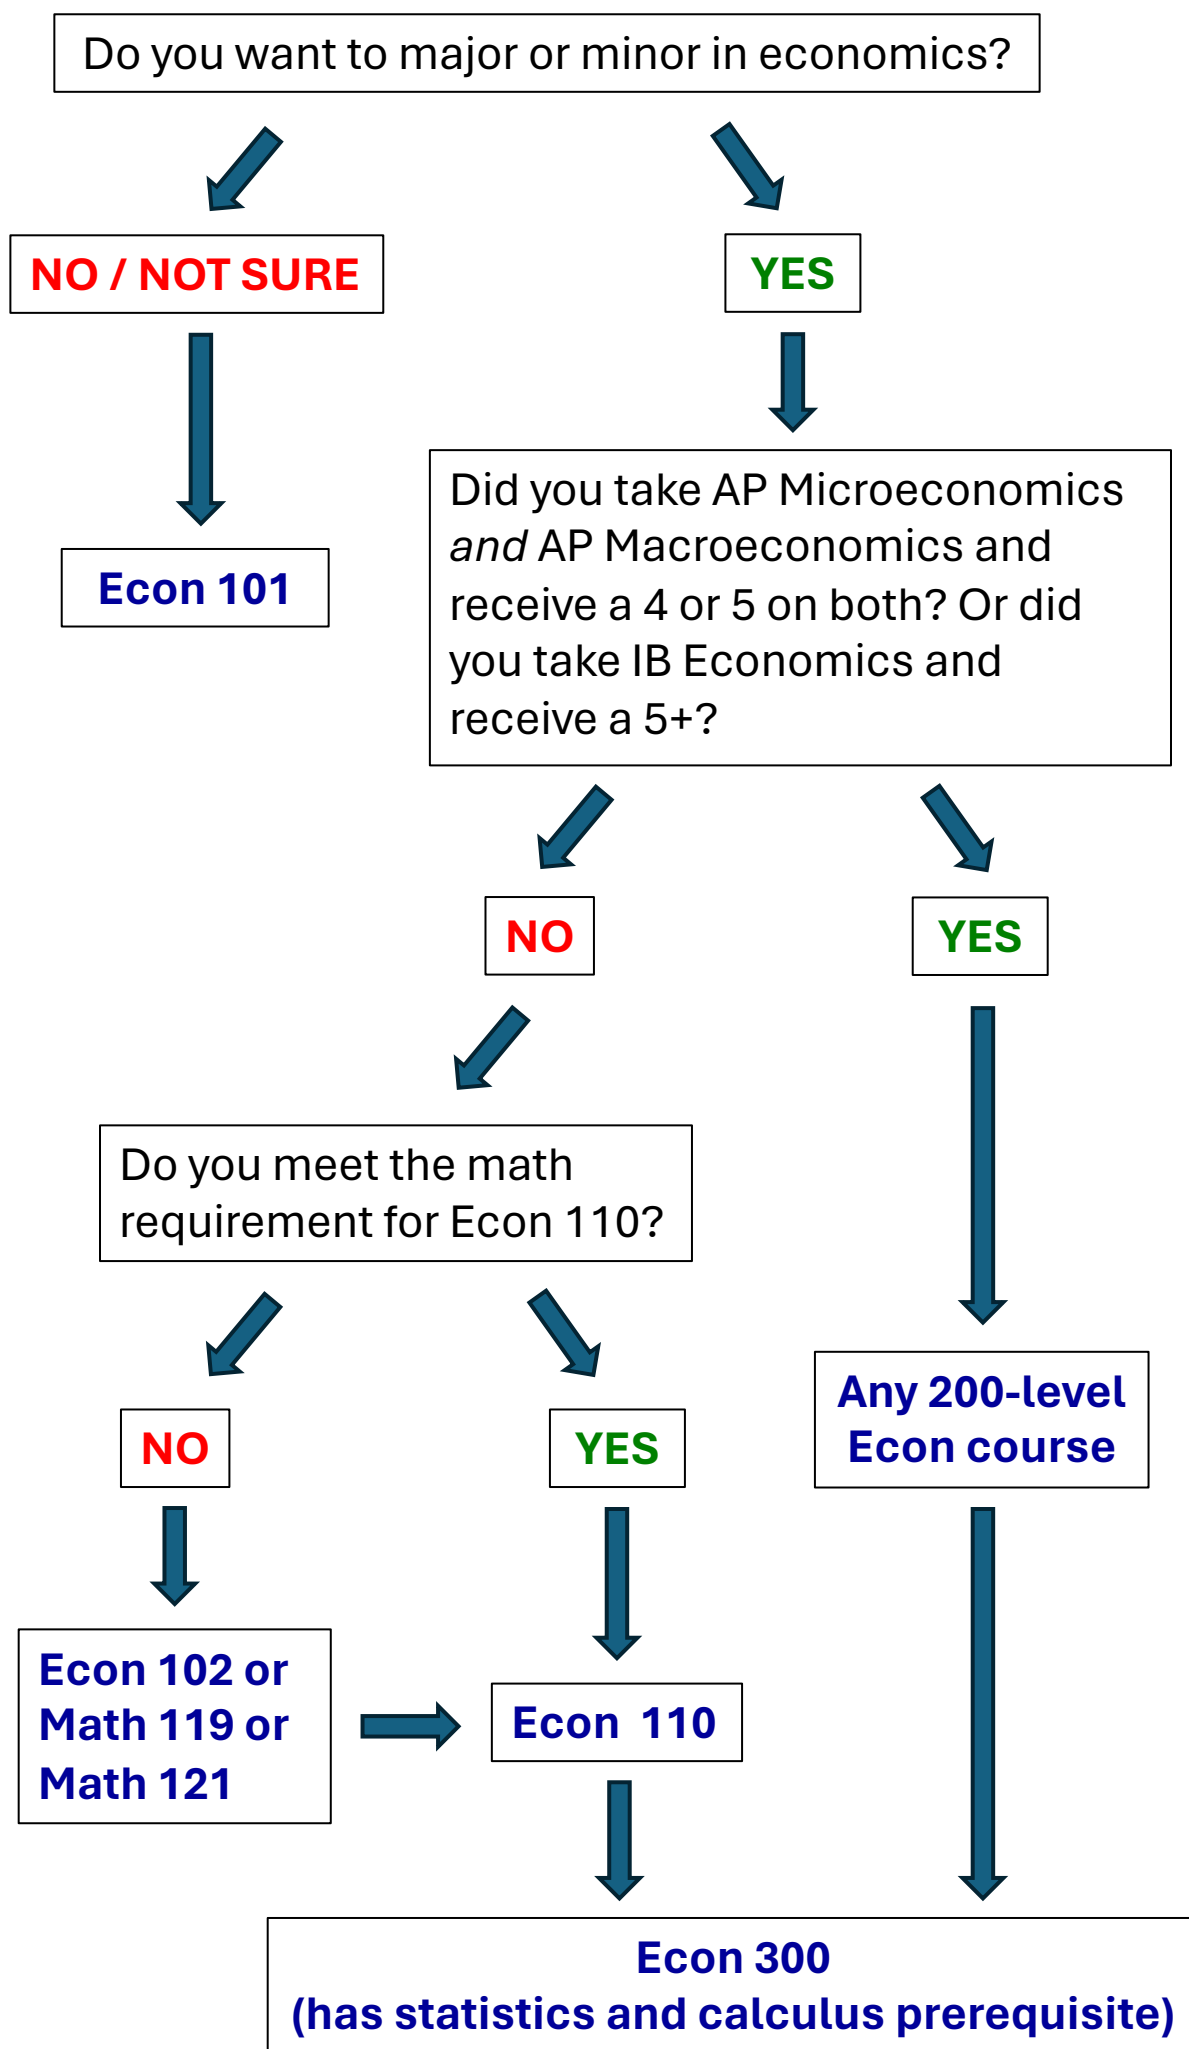 Do you want to major or minor in economics?
NO / NOT SURE
YES
Econ 101
Did you take AP Microeconomics
and AP Macroeconomics and
receive a 4 or 5 on both? Or did
you take IB Economics and
receive a 5+?
NO
YES
Do you meet the math
requirement for Econ 110?
NO
YES
Any 200-level
Econ course
Econ 102 or
Math 119 or
Math 121
Econ  110
Econ 300
(has statistics and calculus prerequisite)